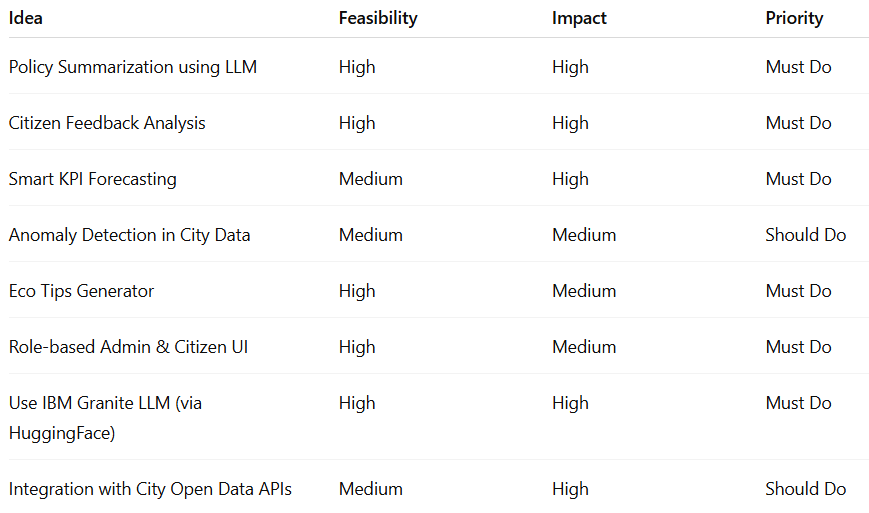 Idea Feasibility Impact Priority
Policy Summarization using LLM High High Must Do
Citizen Feedback Analysis High High Must Do
Smart KPI Forecasting Medium High Must Do
Anomaly Detection in City Data Medium Medium Should Do
Eco Tips Generator High Medium Must Do
Role-based Admin & Citizen UI High Medium Must Do
Use IBM Granite LLM (via High High Must Do
HuggingFace)
Integration with City Open Data APIs Medium High Should Do